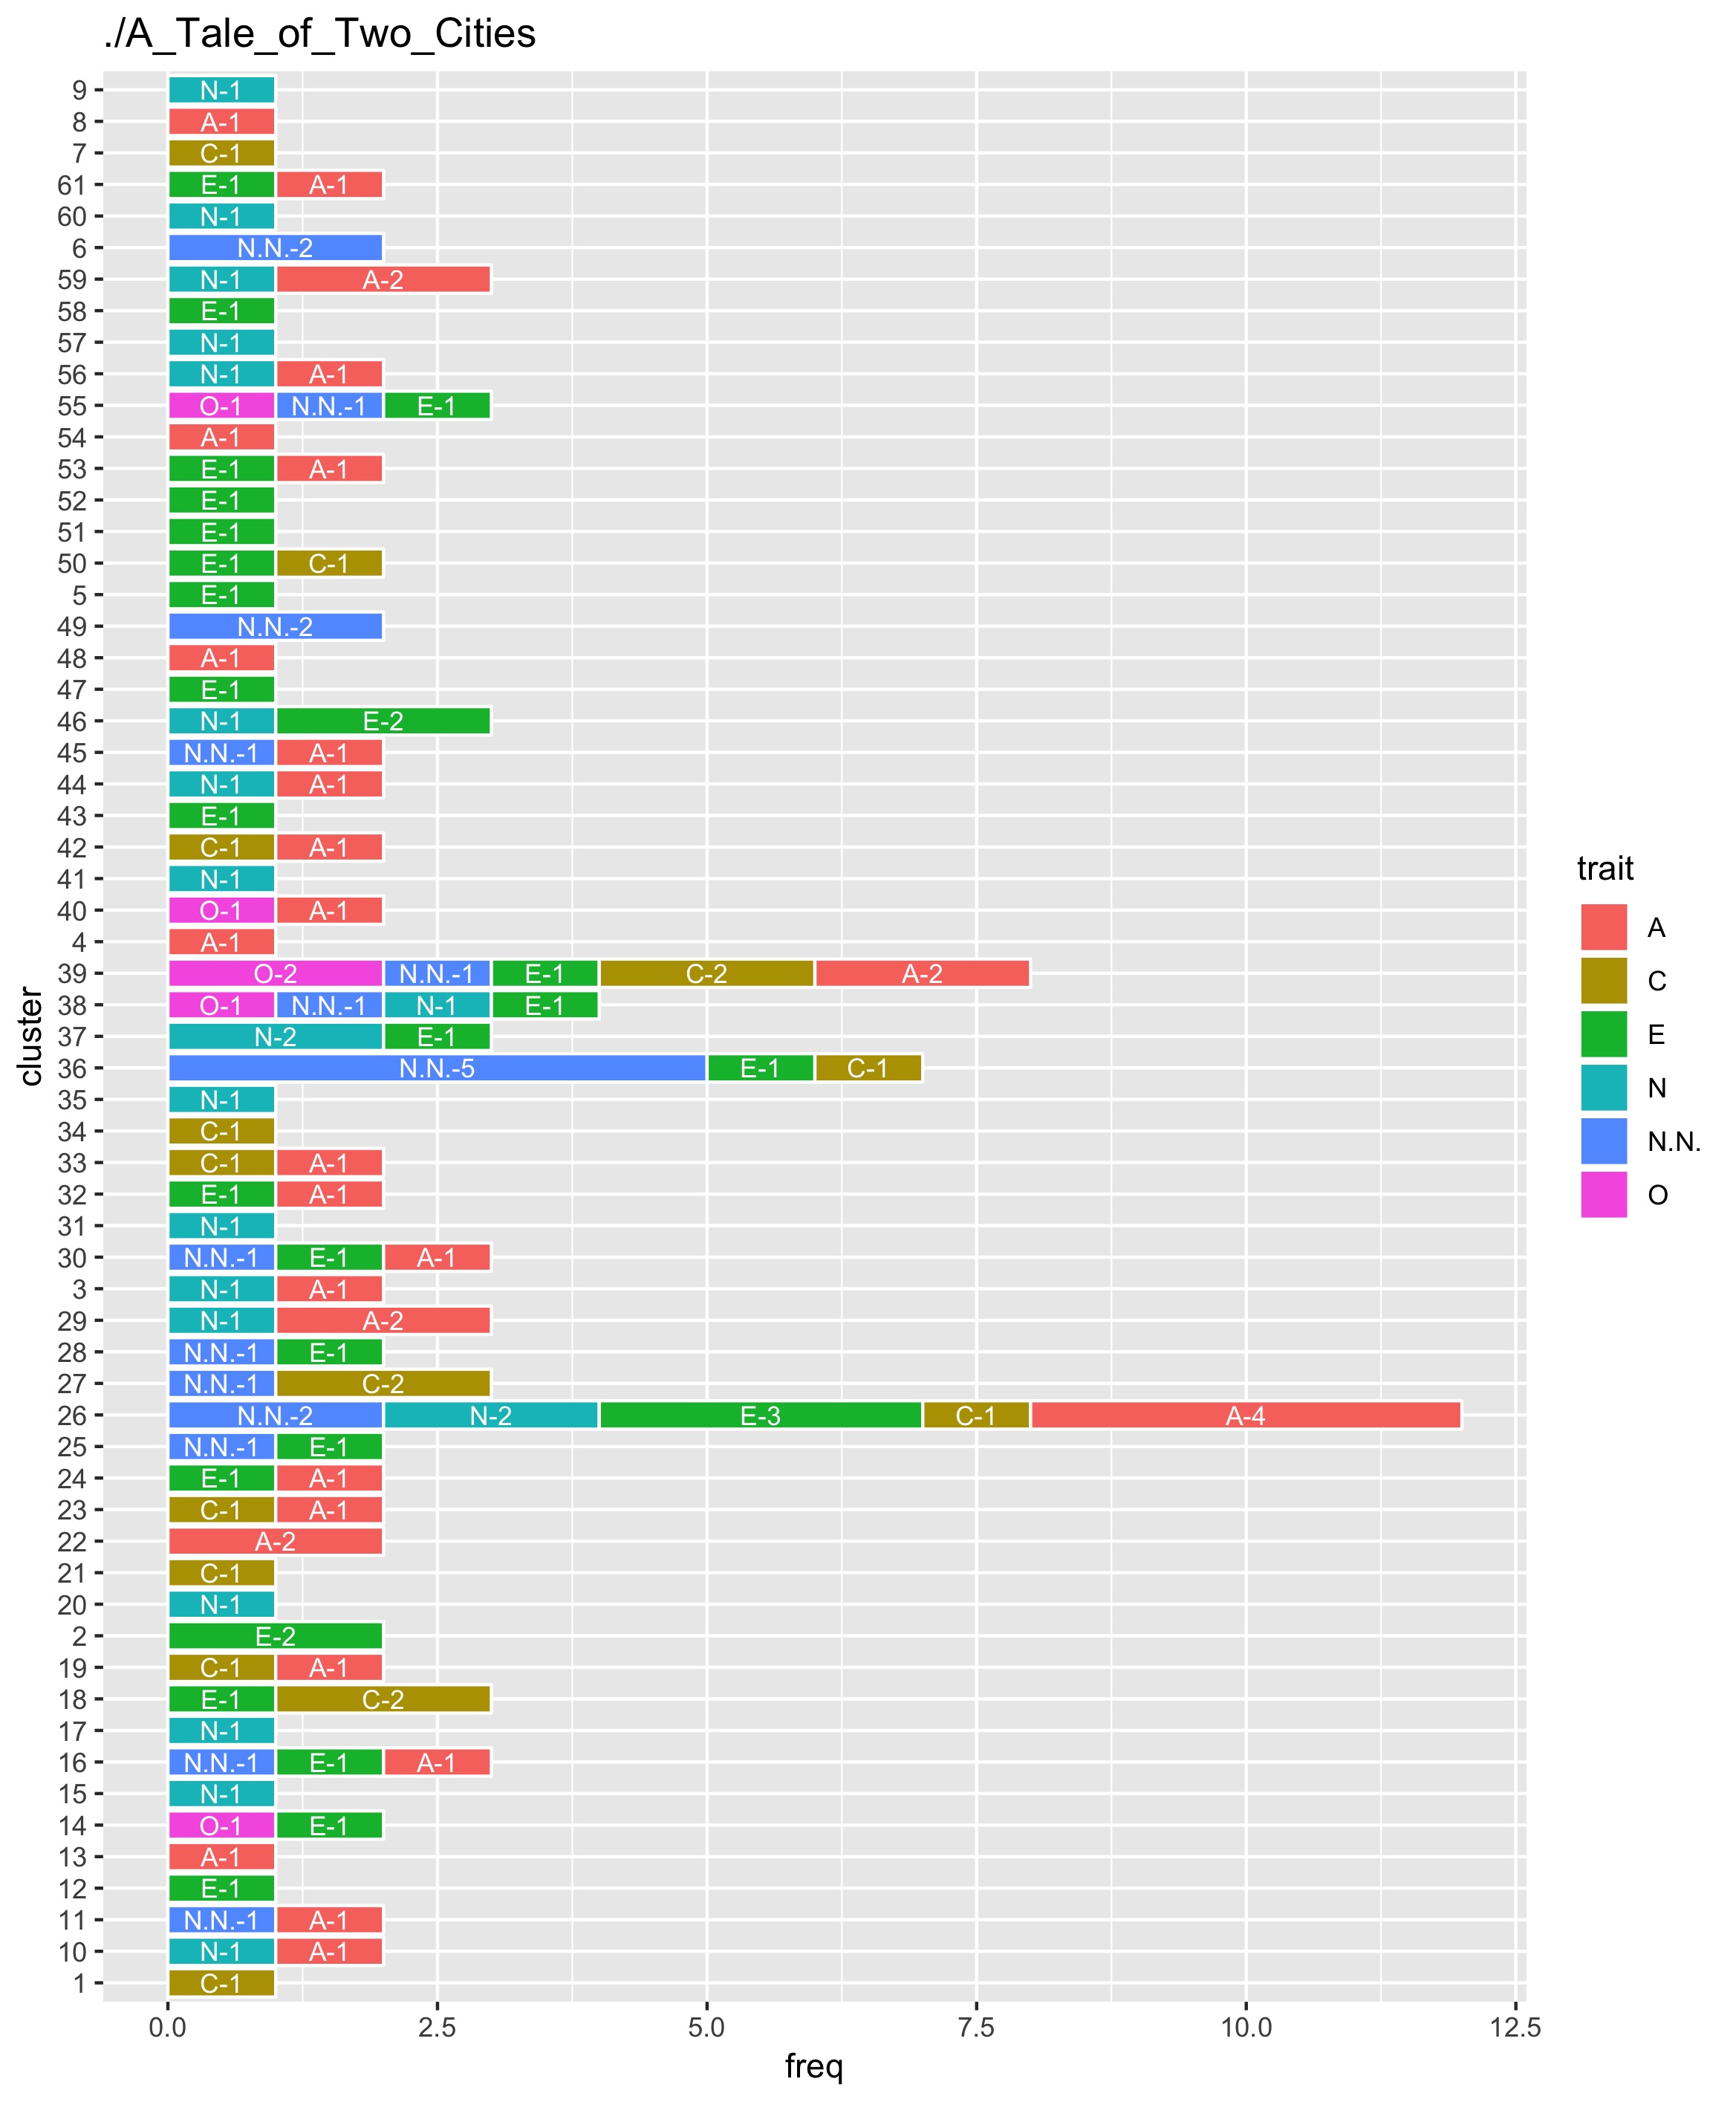 ./A_Tale_of_Two_Cities
9 N-1
8 A-1
7 C-1
61 E-1 A-1
60 N-1
6 N.N.-2
59 N-1 A-2
58 E-1
57 N-1
56 N-1 A-1
55 O-1 N.N.-1 E-1
54 A-1
53 E-1 A-1
52 E-1
51 E-1
50 E-1 C-1
5 E-1
49 N.N.-2
48 A-1
47 E-1
46 N-1 E-2
45 N.N.-1 A-1
44 N-1 A-1
43 E-1
42 C-1 A-1
41 N-1
40 O-1 A-1
4 A-1
39 O-2 N.N.-1 E-1 C-2 A-2
38 O-1 N.N.-1 N-1 E-1
37 N-2 E-1
36 N.N.-5 E-1 C-1
35 N-1
34 C-1
33 C-1 A-1
32 E-1 A-1
31 N-1
30 N.N.-1 E-1 A-1
3 N-1 A-1
29 N-1 A-2
28 N.N.-1 E-1
27 N.N.-1 C-2
26 N.N.-2 N-2 E-3 C-1 A-4
25 N.N.-1 E-1
24 E-1 A-1
23 C-1 A-1
22 A-2
21 C-1
20 N-1
2 E-2
19 C-1 A-1
18 E-1 C-2
17 N-1
16 N.N.-1 E-1 A-1
15 N-1
14 O-1 E-1
13 A-1
12 E-1
11 N.N.-1 A-1
10 N-1 A-1
1 C-1
0.0 2.5 5.0 7.5 10.0 12.5
freq
cluster
trait
A
C
E
N
N.N.
O